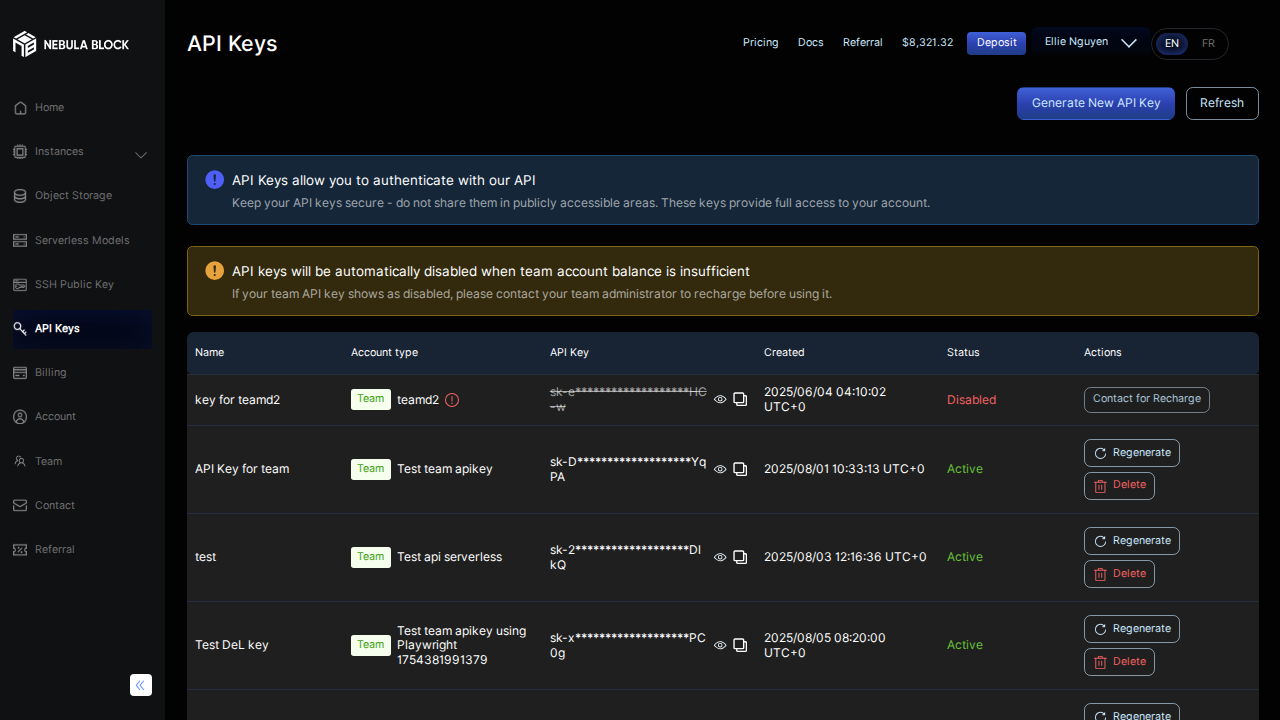 NEBULA BLOCK
Home
Instances
Object Storage
Serverless Models
SSH Public Key
API Keys
Billing
Account
Team
Contact
Referral
API Keys
Pricing
Docs
Referral
$8,321.32
Deposit
Ellie Nguyen
EN
FR
Generate New API Key
Refresh
API Keys allow you to authenticate with our API
Keep your API keys secure - do not share them in publicly accessible areas. These keys provide full access to your account.
API keys will be automatically disabled when team account balance is insufficient
If your team API key shows as disabled, please contact your team administrator to recharge before using it.
Name Account type API Key Created Status Actions
key for teamd2
Team teamd2
sk-e*******************HC
-w
2025/06/04 04:10:02
UTC+0
Disabled
Contact for Recharge
API Key for team
Team Test team apikey
sk-D*******************Yq
PA
2025/08/01 10:33:13 UTC+0
Active
Regenerate
Delete
test
Team Test api serverless
sk-2*******************DI
kQ
2025/08/03 12:16:36 UTC+0
Active
Regenerate
Delete
Test DeL key
Team
Test team apikey using
Playwright
1754381991379
sk-x*******************PC
0g
2025/08/05 08:20:00
UTC+0
Active
Regenerate
Delete
Regenerate